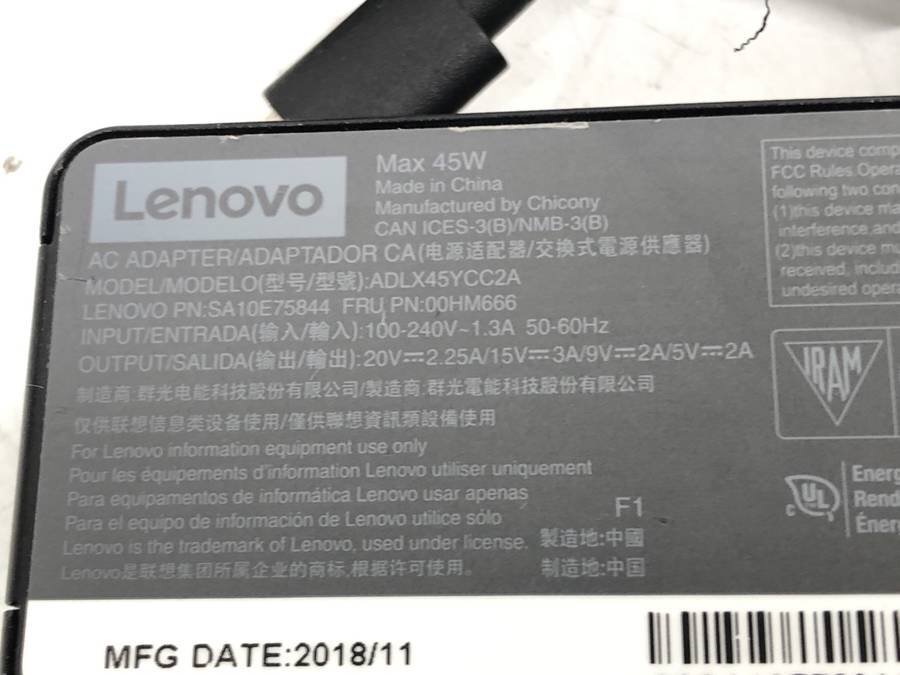 Lenovo
Max 45W
Made in China
Manufactured by Chicony
CAN ICES-3(B)/NMB-3(B)
AC ADAPTER/ADAPTADOR CA(电源适配器/交換式電源供應器)
MODEL/MODELO(型号/型號):ADLX45YCC2A
LENOVO PN:SA10E75844 FRU PN:00HM666
INPUT/ENTRADA(输入/輸入):100-240V~1.3A 50-60Hz
OUTPUT/SALIDA(输出/輸出):20V⎓2.25A/15V⎓3A/9V⎓2A/5V⎓2A
制造商:群光电能科技股份有限公司/製造商:群光電能科技股份有限公司
仅供联想信息类设备使用/僅供聯想資訊類設備使用
For Lenovo information equipment use only
Pour les équipements d'information Lenovo utiliser uniquement
Para equipamentos de informática Lenovo usar apenas
Para el equipo de información de Lenovo utilice sólo
Lenovo is the trademark of Lenovo, used under license.
Lenovo是联想集团所属企业的商标,根据许可使用。
F1
製造地:中國
制造地:中国
This device comp
FCC Rules.Opera
following two con
(1)this device ma
interference,and
(2)this device mu
received, includ
undesired opera
IRAM
c UL
Energ
Rend
Éner
MFG DATE:2018/11